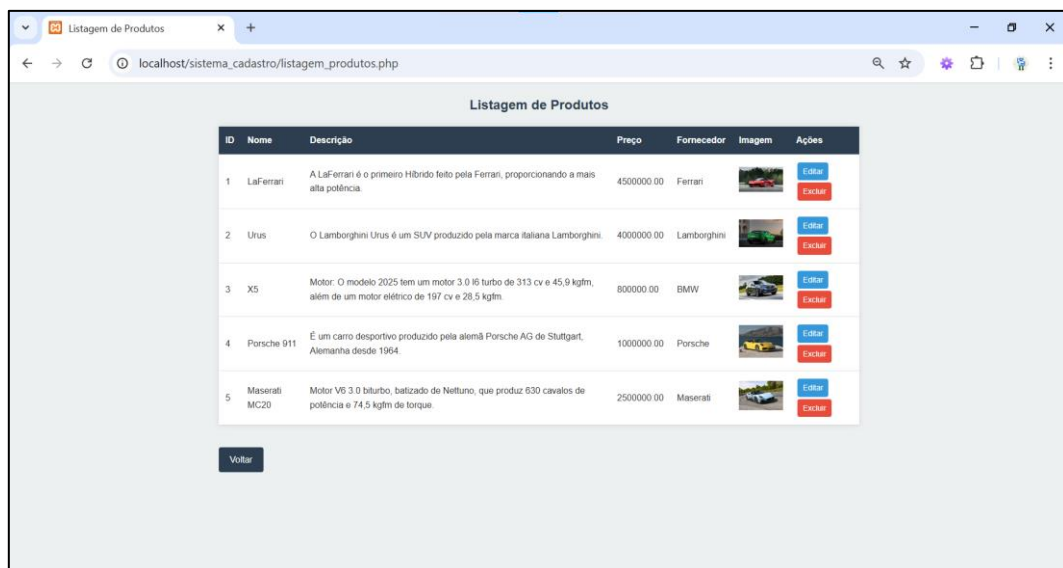 Listagem de Produtos
localhost/sistema_cadastro/listagem_produtos.php
Listagem de Produtos
ID Nome Descrição Preço Fornecedor Imagem Ações
1 LaFerrari A LaFerrari é o primeiro Híbrido feito pela Ferrari, proporcionando a mais
alta potência. 4500000.00 Ferrari Editar
Excluir
2 Urus O Lamborghini Urus é um SUV produzido pela marca italiana Lamborghini. 4000000.00 Lamborghini Editar
Excluir
3 X5 Motor: O modelo 2025 tem um motor 3.0 I6 turbo de 313 cv e 45,9 kgfm,
além de um motor elétrico de 197 cv e 28,5 kgfm. 800000.00 BMW Editar
Excluir
4 Porsche 911 É um carro desportivo produzido pela alemã Porsche AG de Stuttgart,
Alemanha desde 1964. 1000000.00 Porsche Editar
Excluir
5 Maserati
MC20 Motor V6 3.0 biturbo, batizado de Nettuno, que produz 630 cavalos de
potência e 74,5 kgfm de torque. 2500000.00 Maserati Editar
Excluir
Voltar